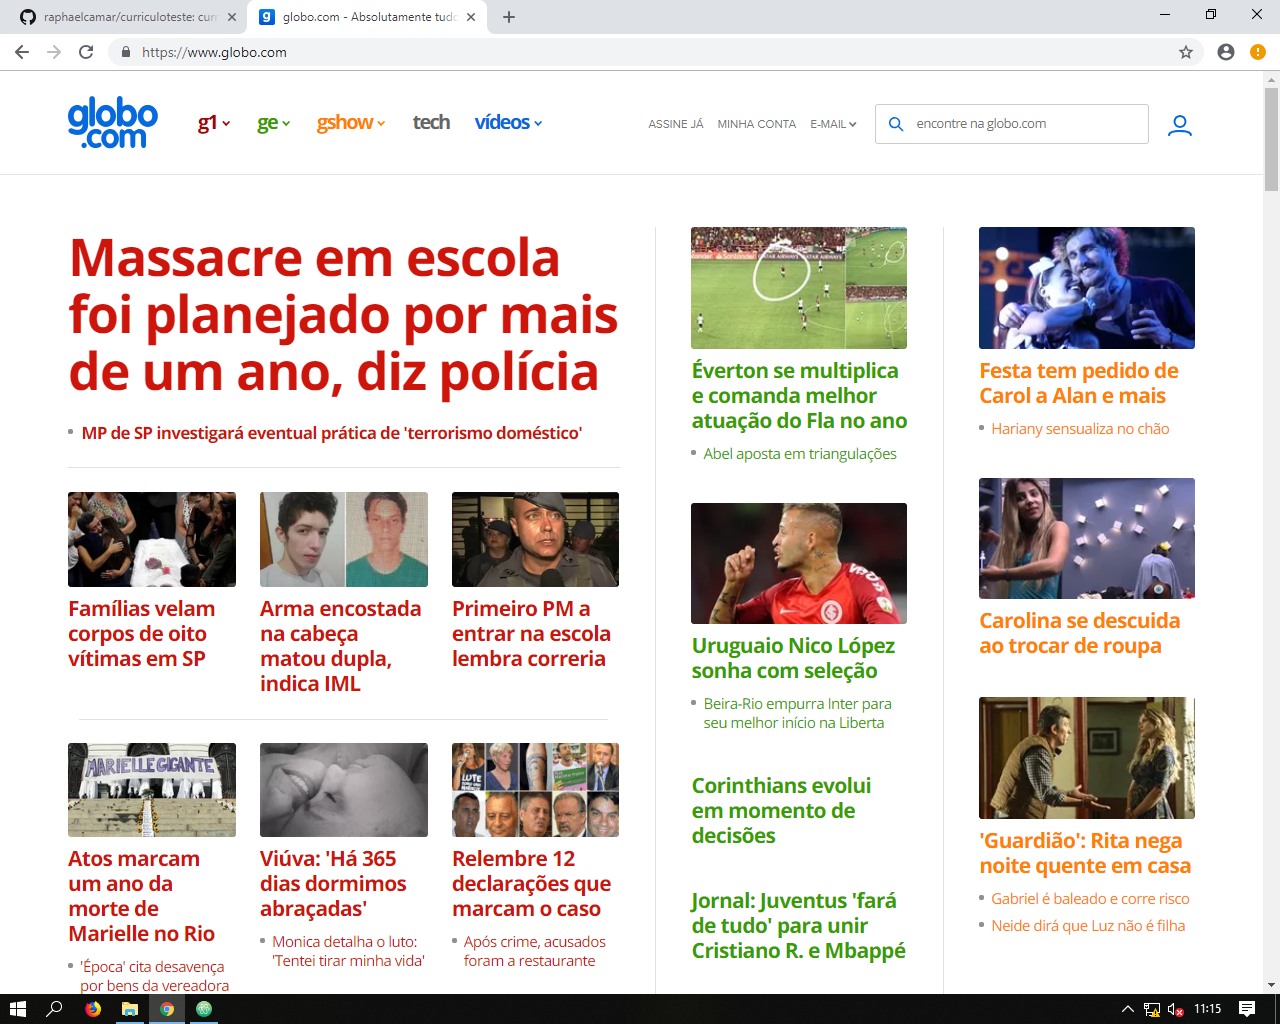 raphaelcamar/curriculoteste: curr
globo.com - Absolutamente tudo
https://www.globo.com
globo
.com
g1
ge
gshow
tech
vídeos
ASSINE JÁ
MINHA CONTA
E-MAIL
encontre na globo.com
Massacre em escola
foi planejado por mais
de um ano, diz polícia
MP de SP investigará eventual prática de 'terrorismo doméstico'
Famílias velam
corpos de oito
vítimas em SP
Arma encostada
na cabeça
matou dupla,
indica IML
Primeiro PM a
entrar na escola
lembra correria
MARIELLE GIGANTE
Atos marcam
um ano da
morte de
Marielle no Rio
'Época' cita desavença
por bens da vereadora
Viúva: 'Há 365
dias dormimos
abraçadas'
Monica detalha o luto:
'Tentei tirar minha vida'
LUTE
Relembre 12
declarações que
marcam o caso
Após crime, acusados
foram a restaurante
Santander
QATAR AIRWAYS
Éverton se multiplica
e comanda melhor
atuação do Fla no ano
Abel aposta em triangulações
Uruguaio Nico López
sonha com seleção
Beira-Rio empurra Inter para
seu melhor início na Liberta
Corinthians evolui
em momento de
decisões
Jornal: Juventus 'fará
de tudo' para unir
Cristiano R. e Mbappé
Festa tem pedido de
Carol a Alan e mais
Hariany sensualiza no chão
Carolina se descuida
ao trocar de roupa
'Guardião': Rita nega
noite quente em casa
Gabriel é baleado e corre risco
Neide dirá que Luz não é filha
11:15